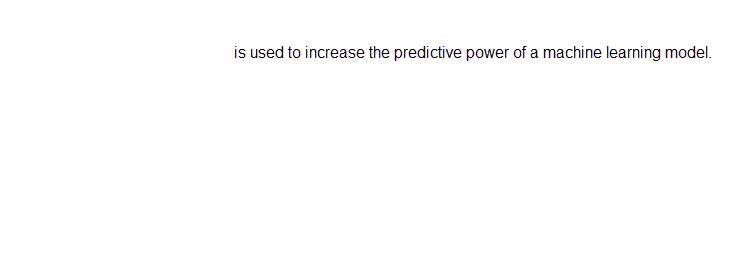 is used to increase the predictive power of a machine learning model.